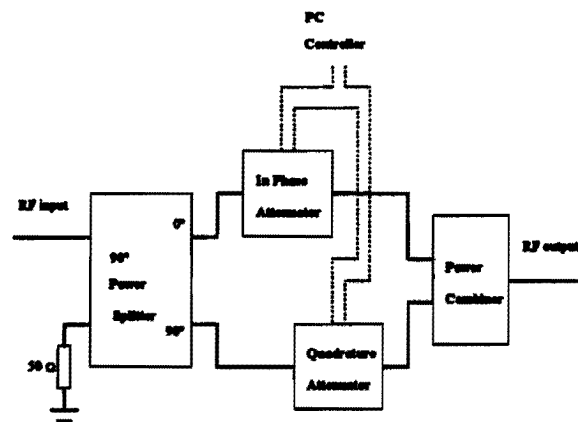 PC
Controller
In Phase
Attenuator
RF input
0°
90°
Power
Splitter
90°
50 Ω
Quadrature
Attenuator
Power
Combiner
RF output